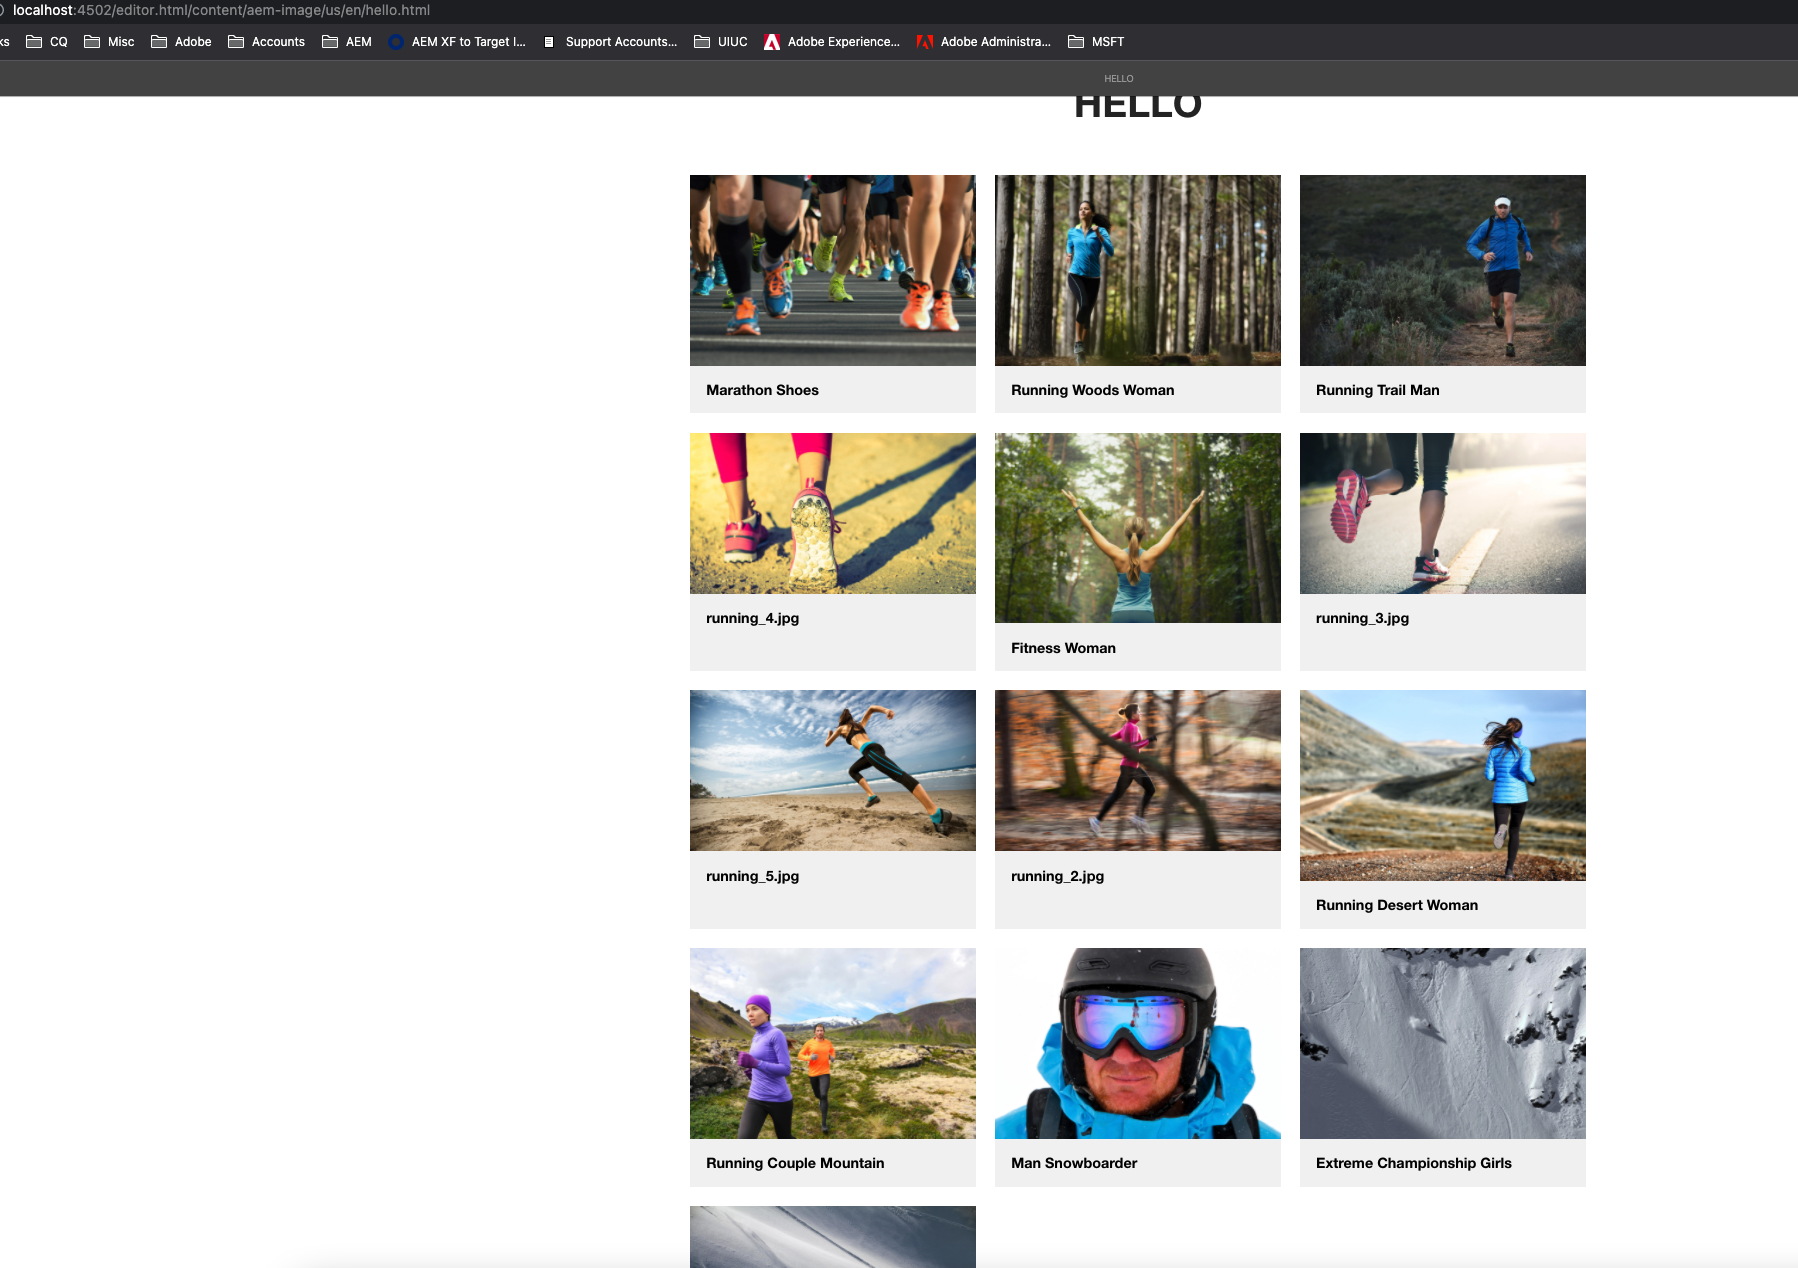 localhost:4502/editor.html/content/aem-image/us/en/hello.html
ks CQ Misc Adobe Accounts AEM AEM XF to Target I... Support Accounts... UIUC Adobe Experience... Adobe Administra... MSFT
HELLO
HELLO
Marathon Shoes
Running Woods Woman
Running Trail Man
running_4.jpg
Fitness Woman
running_3.jpg
running_5.jpg
running_2.jpg
Running Desert Woman
Running Couple Mountain
Man Snowboarder
Extreme Championship Girls